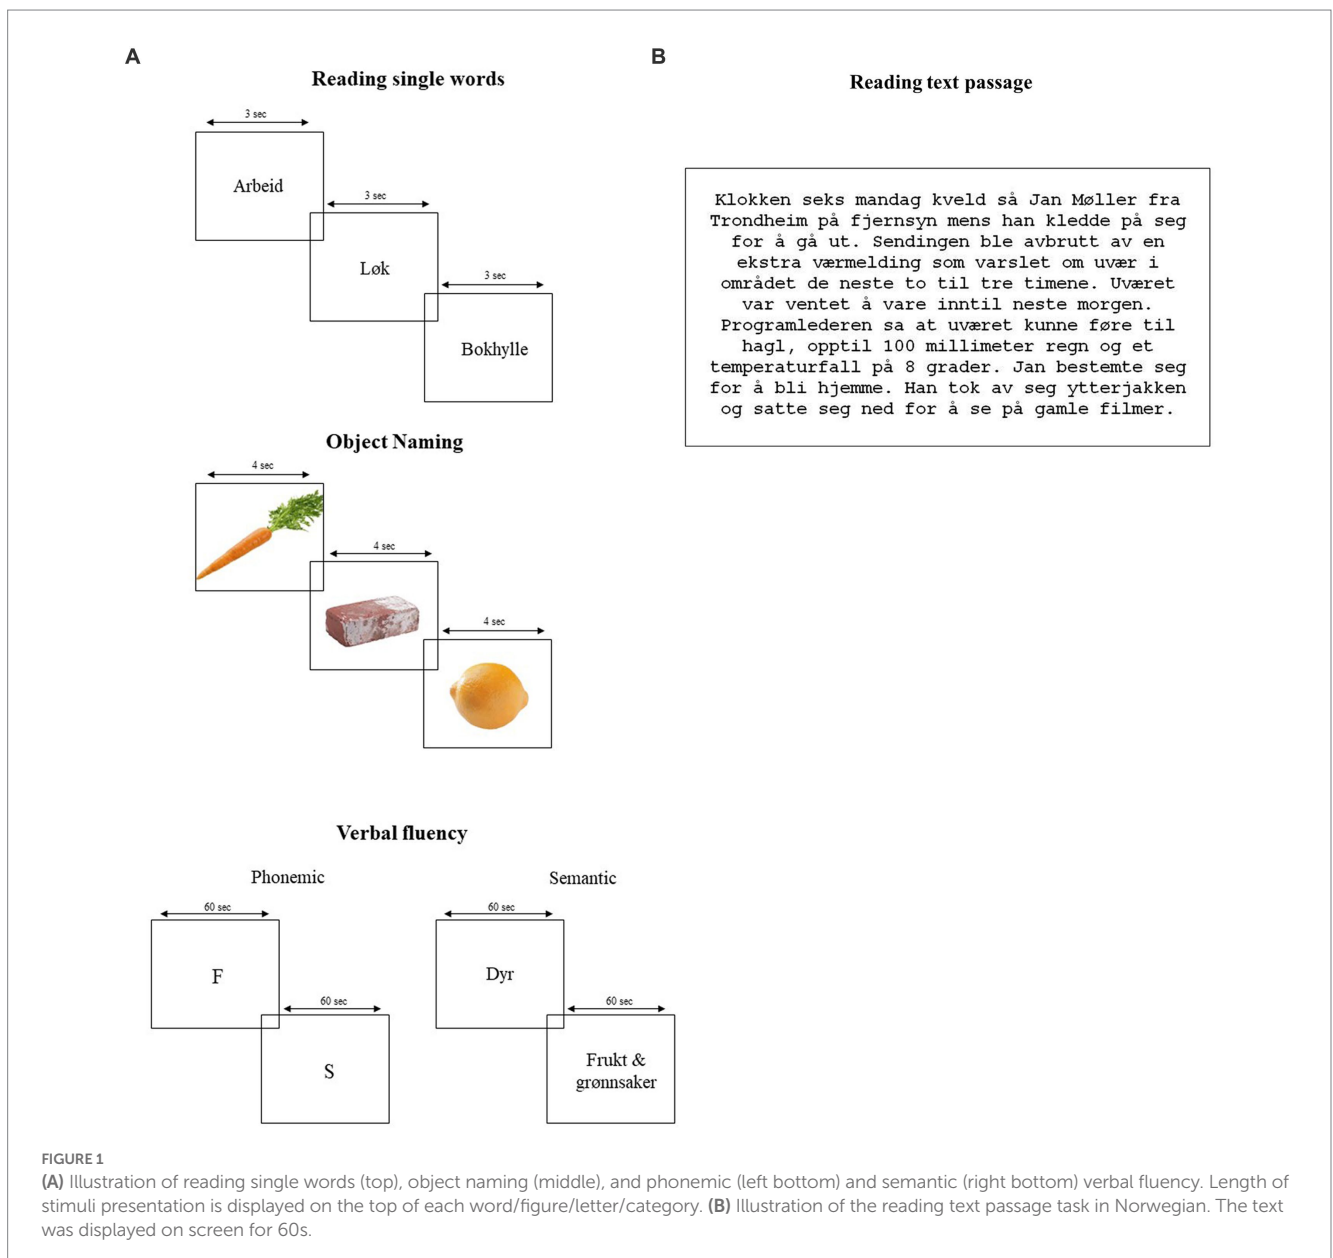 A
Reading single words
3 sec
Arbeid
3 sec
Løk
3 sec
Bokhylle
Object Naming
4 sec
4 sec
4 sec
Verbal fluency
Phonemic
60 sec
F
60 sec
S
Semantic
60 sec
Dyr
60 sec
Frukt &
grønnsaker
B
Reading text passage
Klokken seks mandag kveld så Jan Møller fra
Trondheim på fjernsyn mens han kledde på seg
for å gå ut. Sendingen ble avbrutt av en
ekstra værmelding som varslet om uvær i
området de neste to til tre timene. Uværet
var ventet å vare inntil neste morgen.
Programlederen sa at uværet kunne føre til
hagl, opptil 100 millimeter regn og et
temperaturfall på 8 grader. Jan bestemte seg
for å bli hjemme. Han tok av seg ytterjakken
og satte seg ned for å se på gamle filmer.
FIGURE 1
(A) Illustration of reading single words (top), object naming (middle), and phonemic (left bottom) and semantic (right bottom) verbal fluency. Length of
stimuli presentation is displayed on the top of each word/figure/letter/category. (B) Illustration of the reading text passage task in Norwegian. The text
was displayed on screen for 60s.